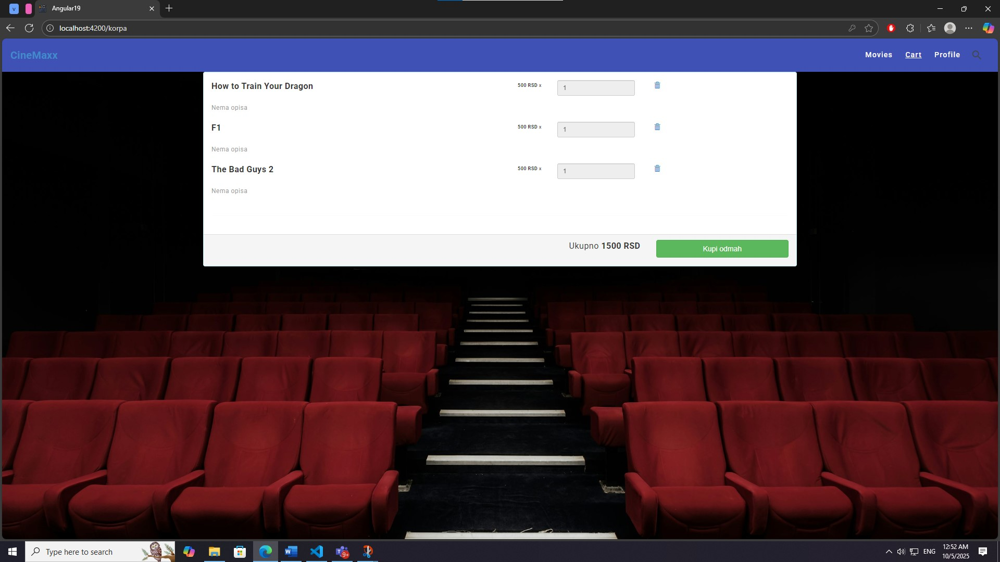 V
Angular19
localhost:4200/korpa
CineMaxx
Movies Cart Profile
How to Train Your Dragon 500 RSD x 1
Nema opisa
F1 500 RSD x 1
Nema opisa
The Bad Guys 2 500 RSD x 1
Nema opisa
Ukupno 1500 RSD Kupi odmah
Type here to search
W
9+
ENG
12:52 AM
10/5/2025